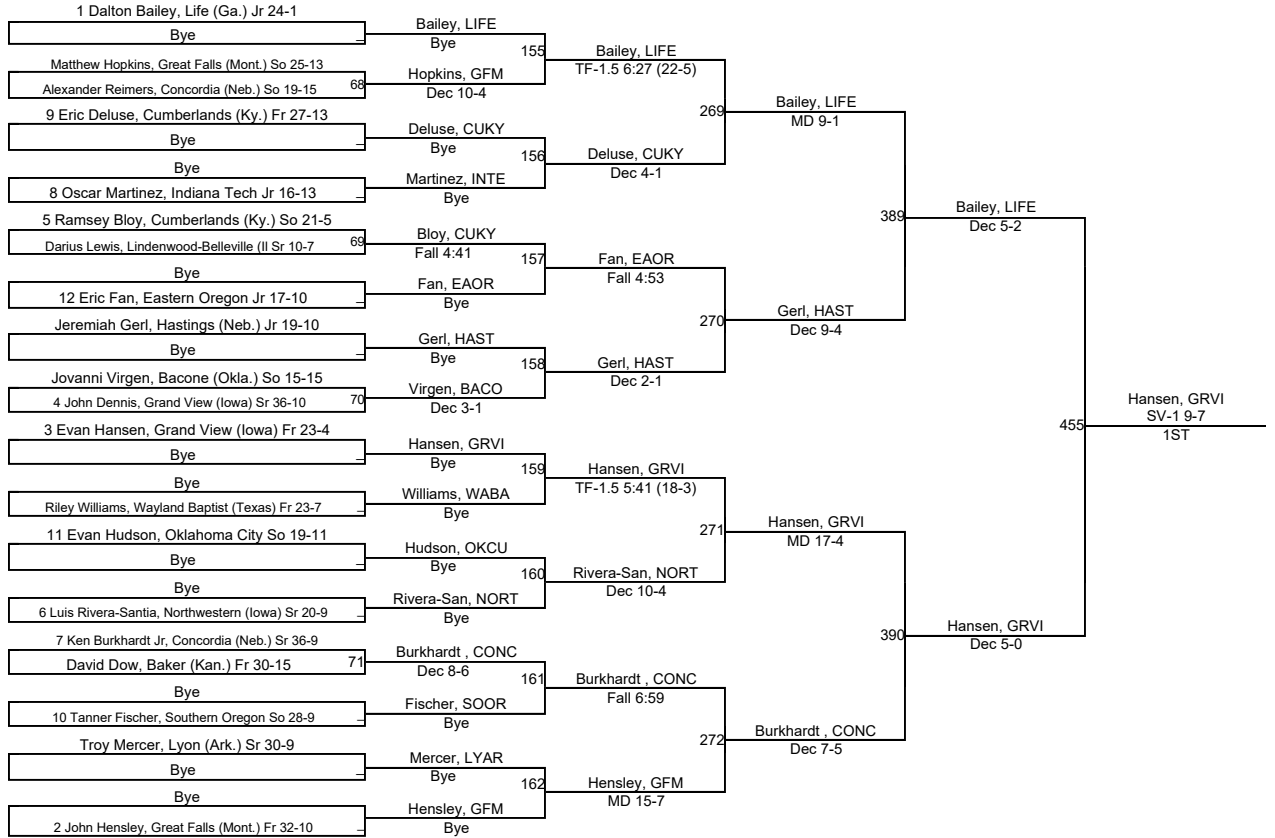 1 Dalton Bailey, Life (Ga.) Jr 24-1
Bye
_
Matthew Hopkins, Great Falls (Mont.) So 25-13
Alexander Reimers, Concordia (Neb.) So 19-15
68
9 Eric Deluse, Cumberlands (Ky.) Fr 27-13
Bye
_
Bye
8 Oscar Martinez, Indiana Tech Jr 16-13
_
5 Ramsey Bloy, Cumberlands (Ky.) So 21-5
Darius Lewis, Lindenwood-Belleville (Il Sr 10-7
69
Bye
12 Eric Fan, Eastern Oregon Jr 17-10
_
Jeremiah Gerl, Hastings (Neb.) Jr 19-10
Bye
_
Jovanni Virgen, Bacone (Okla.) So 15-15
4 John Dennis, Grand View (Iowa) Sr 36-10
70
3 Evan Hansen, Grand View (Iowa) Fr 23-4
Bye
_
Bye
Riley Williams, Wayland Baptist (Texas) Fr 23-7
_
11 Evan Hudson, Oklahoma City So 19-11
Bye
_
Bye
6 Luis Rivera-Santia, Northwestern (Iowa) Sr 20-9
_
7 Ken Burkhardt Jr, Concordia (Neb.) Sr 36-9
David Dow, Baker (Kan.) Fr 30-15
71
Bye
10 Tanner Fischer, Southern Oregon So 28-9
_
Troy Mercer, Lyon (Ark.) Sr 30-9
Bye
_
Bye
2 John Hensley, Great Falls (Mont.) Fr 32-10
_
Bailey, LIFE
Bye
155
Hopkins, GFM
Dec 10-4
Deluse, CUKY
Bye
156
Martinez, INTE
Bye
Bloy, CUKY
Fall 4:41
157
Fan, EAOR
Bye
Gerl, HAST
Bye
158
Virgen, BACO
Dec 3-1
Hansen, GRVI
Bye
159
Williams, WABA
Bye
Hudson, OKCU
Bye
160
Rivera-San, NORT
Bye
Burkhardt , CONC
Dec 8-6
161
Fischer, SOOR
Bye
Mercer, LYAR
Bye
162
Hensley, GFM
Bye
Bailey, LIFE
TF-1.5 6:27 (22-5)
269
Deluse, CUKY
Dec 4-1
Fan, EAOR
Fall 4:53
270
Gerl, HAST
Dec 2-1
Hansen, GRVI
TF-1.5 5:41 (18-3)
271
Rivera-San, NORT
Dec 10-4
Burkhardt , CONC
Fall 6:59
272
Hensley, GFM
MD 15-7
Bailey, LIFE
MD 9-1
389
Gerl, HAST
Dec 9-4
Hansen, GRVI
MD 17-4
390
Burkhardt , CONC
Dec 7-5
Bailey, LIFE
Dec 5-2
455
Hansen, GRVI
Dec 5-0
Hansen, GRVI
SV-1 9-7
1ST